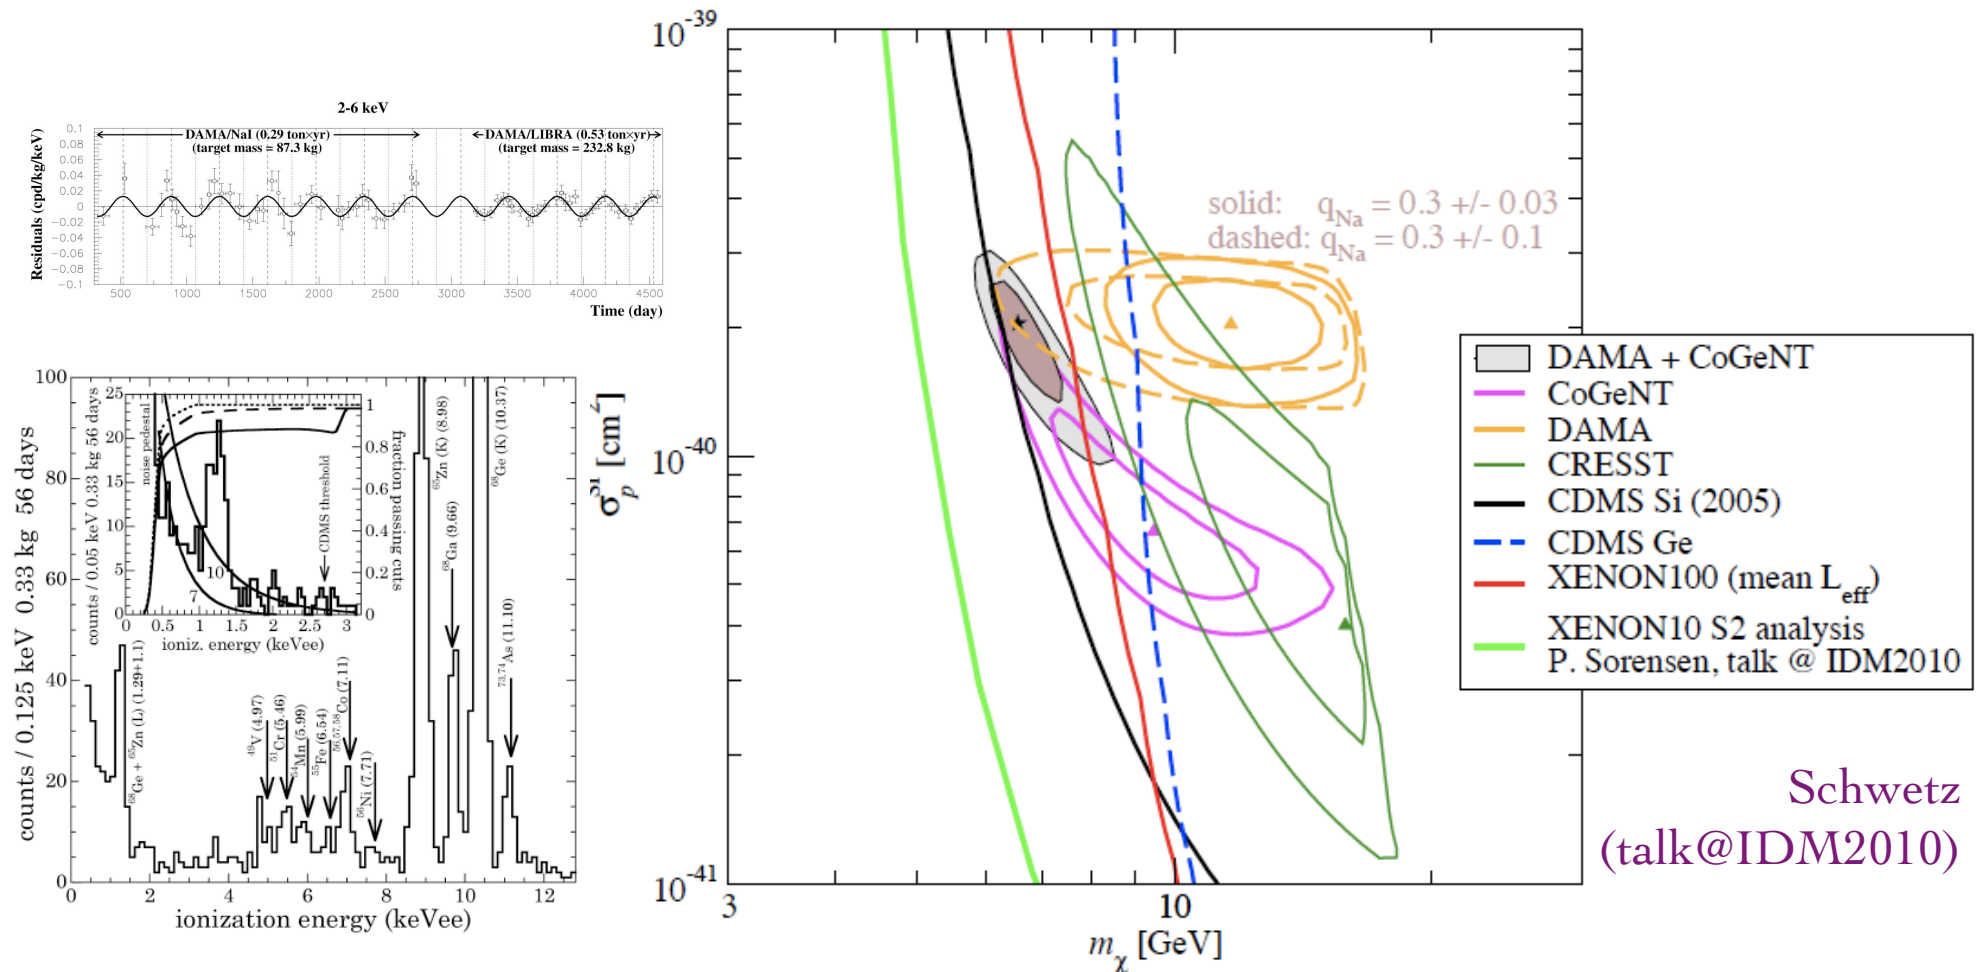 2-6 keV
DAMA/NaI (0.29 ton×yr)
(target mass = 87.3 kg)
DAMA/LIBRA (0.53 ton×yr)
(target mass = 232.8 kg)
Residuals (cpd/kg/keV)
0.1
0.08
0.06
0.04
0.02
0
−0.02
−0.04
−0.06
−0.08
−0.1
500 1000 1500 2000 2500 3000 3500 4000 4500
Time (day)
counts / 0.125 keV 0.33 kg 56 days
100
80
60
40
20
0
0 2 4 6 8 10 12
ionization energy (keVee)
counts / 0.05 keV 0.33 kg 56 days
25
20
15
10
5
0
noise pedestal
10
7
CDMS threshold
1
0.8
0.6
0.4
0.2
0
fraction passing cuts
0 0.5 1 1.5 2 2.5 3
ioniz. energy (keVee)
68Ge + 65Zn (L) (1.29+1.1)
49V (4.97)
51Cr (5.46)
54Mn (5.99)
55Fe (6.54)
56,57,58Co (7.11)
56Ni (7.71)
65Zn (K) (8.98)
68Ga (9.66)
68Ge (K) (10.37)
73,74As (11.10)
10-39
10-40
10-41
σpSI [cm2]
3 10
mχ [GeV]
solid: qNa = 0.3 +/- 0.03
dashed: qNa = 0.3 +/- 0.1
DAMA + CoGeNT
CoGeNT
DAMA
CRESST
CDMS Si (2005)
CDMS Ge
XENON100 (mean Leff)
XENON10 S2 analysis
P. Sorensen, talk @ IDM2010
Schwetz
(talk@IDM2010)